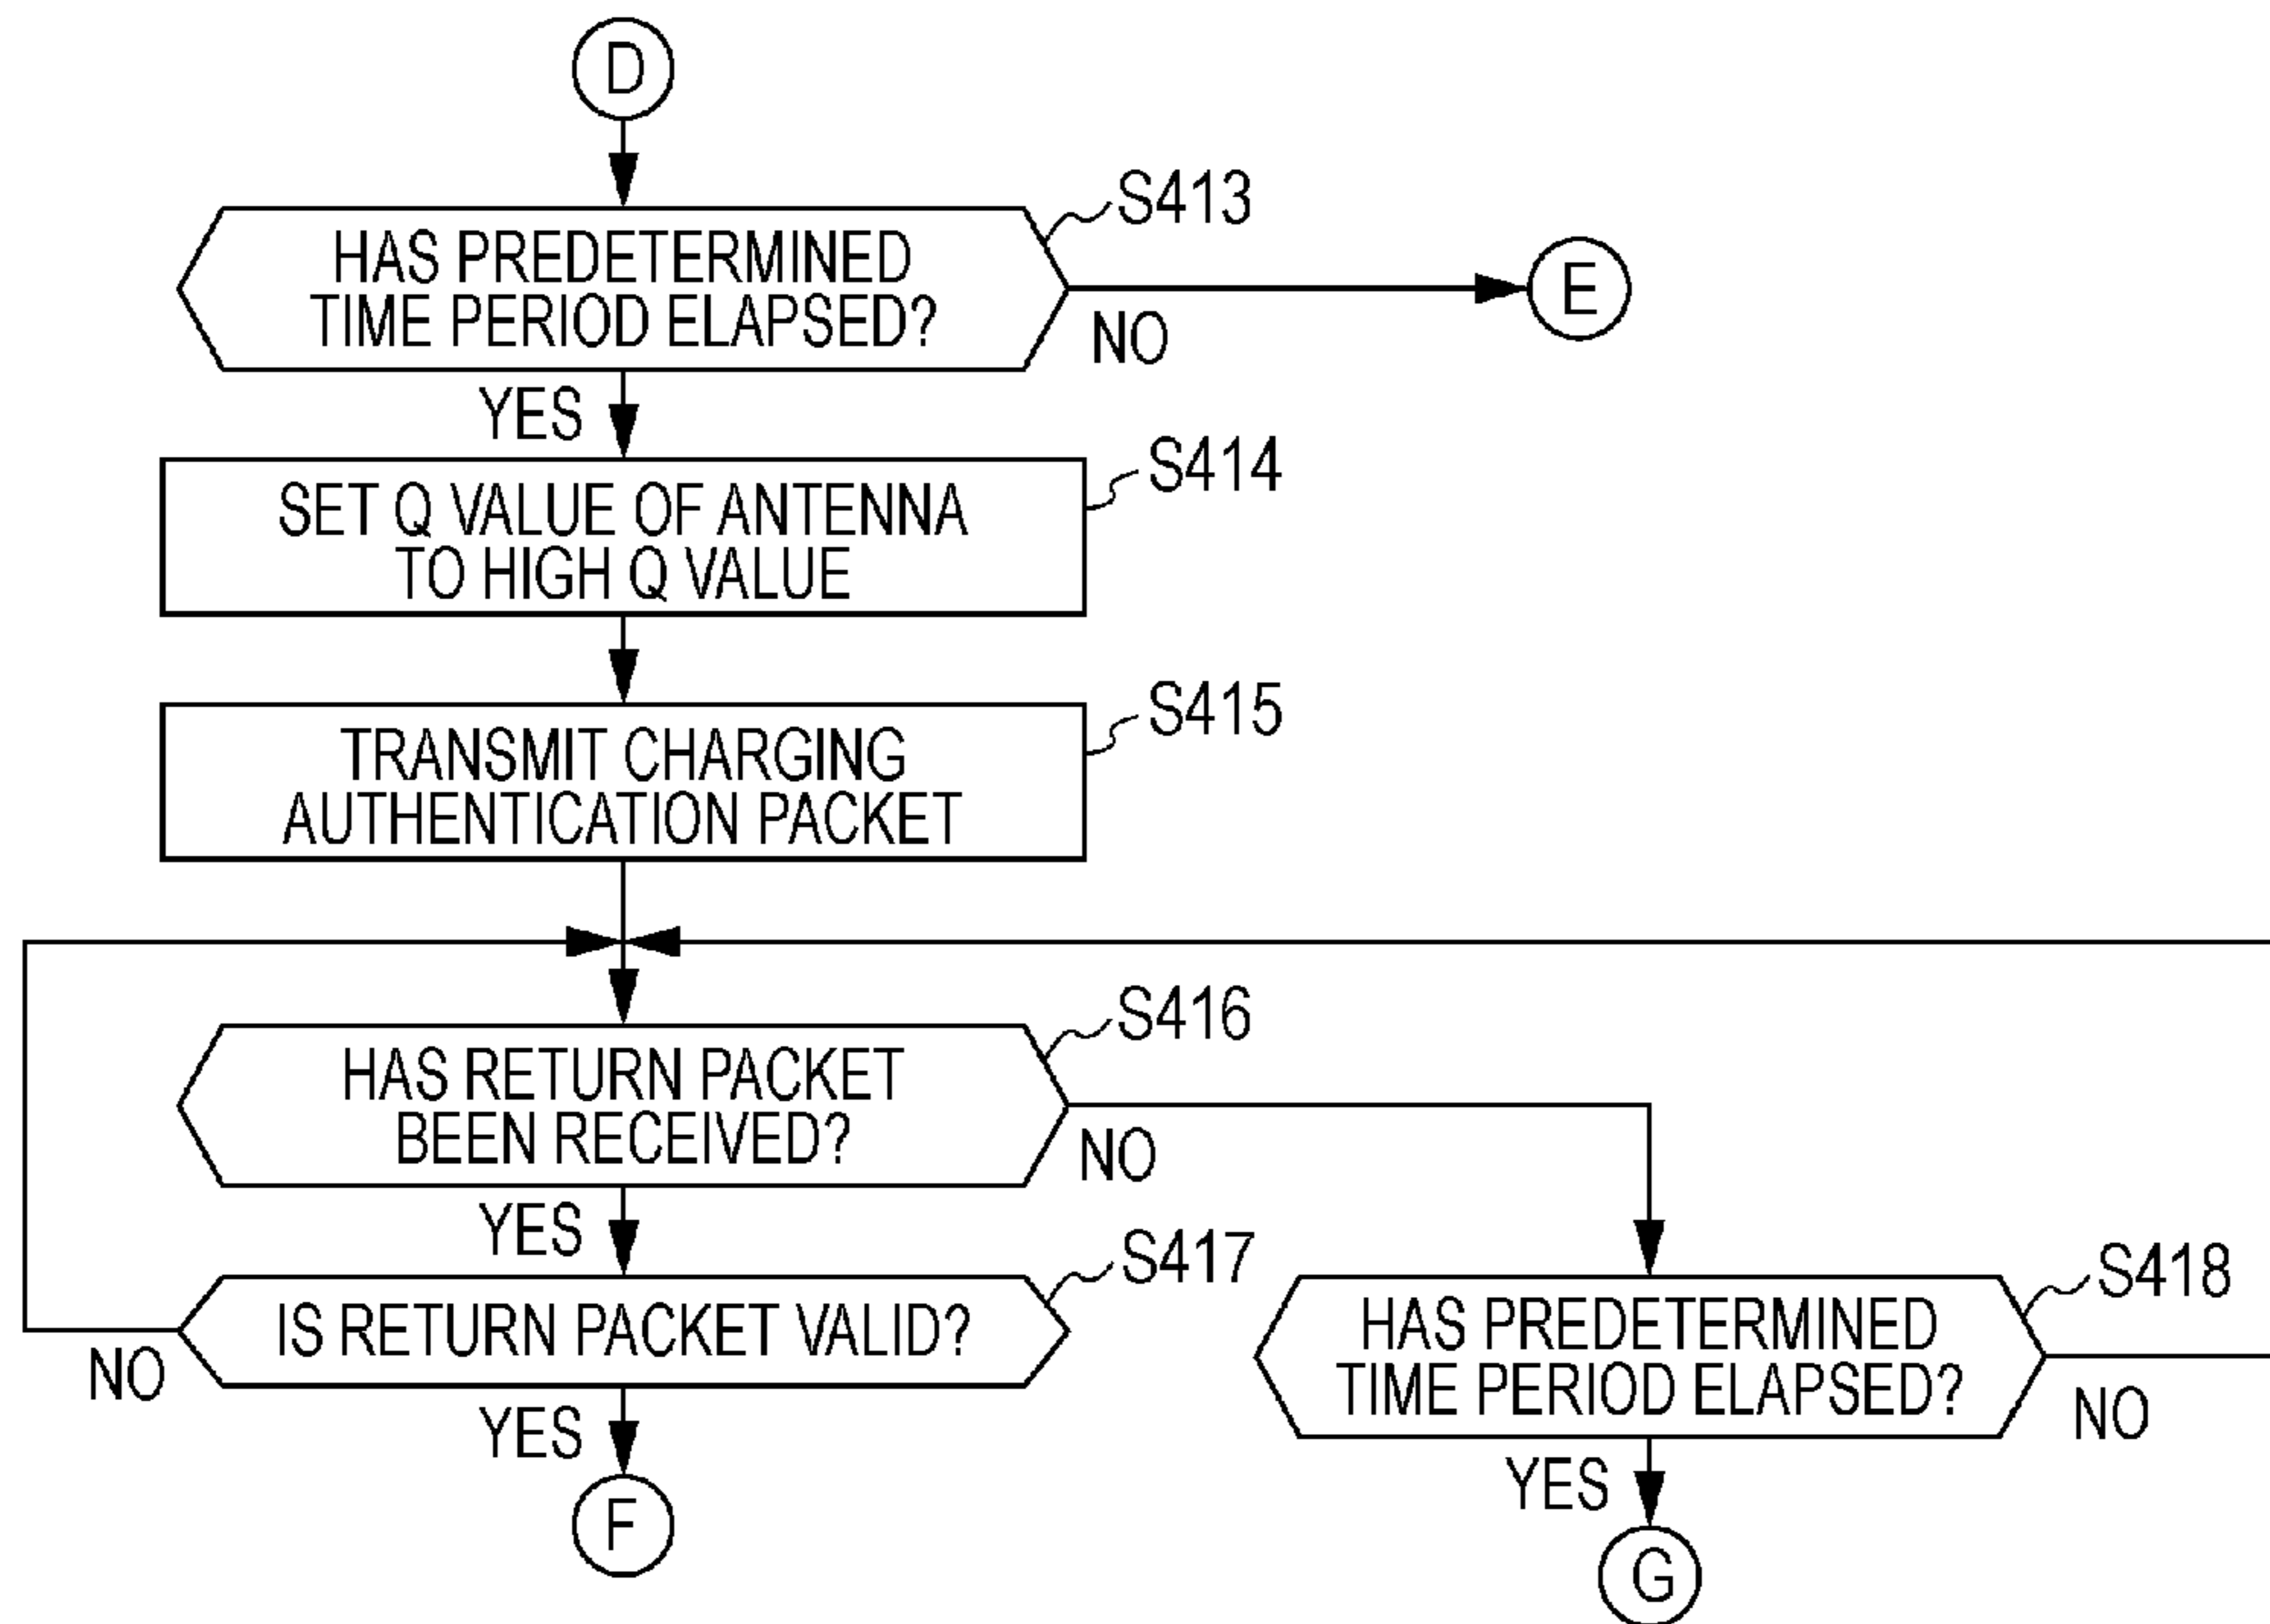 D
S413
HAS PREDETERMINED
TIME PERIOD ELAPSED?
E
NO
YES
S414
SET Q VALUE OF ANTENNA
TO HIGH Q VALUE
S415
TRANSMIT CHARGING
AUTHENTICATION PACKET
S416
HAS RETURN PACKET
BEEN RECEIVED?
NO
YES
S417
IS RETURN PACKET VALID?
NO
YES
F
S418
HAS PREDETERMINED
TIME PERIOD ELAPSED?
NO
YES
G